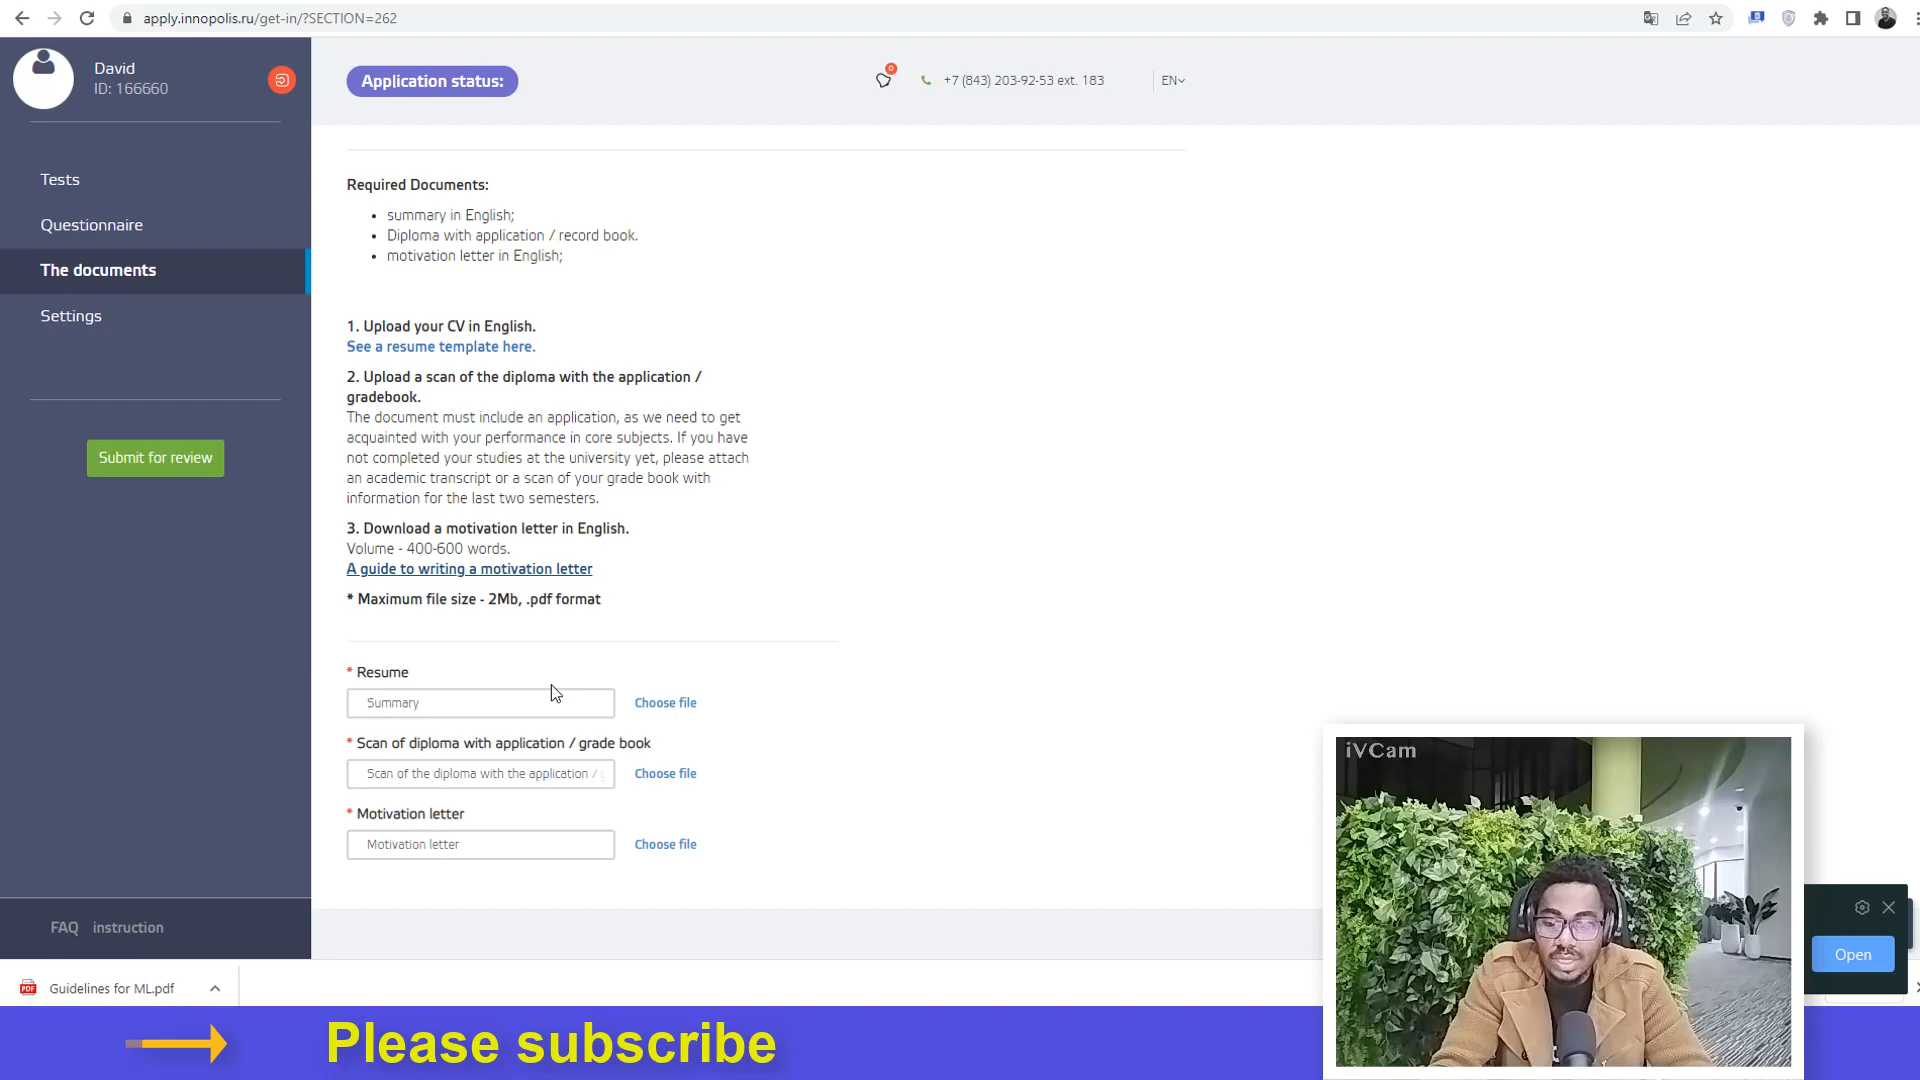 apply.innopolis.ru/get-in/?SECTION=262
David
ID: 166660
Application status:
0
+7 (843) 203-92-53 ext. 183
EN
Tests
Questionnaire
The documents
Settings
Submit for review
FAQ instruction
Required Documents:
• summary in English;
• Diploma with application / record book.
• motivation letter in English;
1. Upload your CV in English.
See a resume template here.
2. Upload a scan of the diploma with the application /
gradebook.
The document must include an application, as we need to get
acquainted with your performance in core subjects. If you have
not completed your studies at the university yet, please attach
an academic transcript or a scan of your grade book with
information for the last two semesters.
3. Download a motivation letter in English.
Volume - 400-600 words.
A guide to writing a motivation letter
* Maximum file size - 2Mb, .pdf format
* Resume
Summary Choose file
* Scan of diploma with application / grade book
Scan of the diploma with the application / Choose file
* Motivation letter
Motivation letter Choose file
iVCam
Open
PDF Guidelines for ML.pdf
Please subscribe